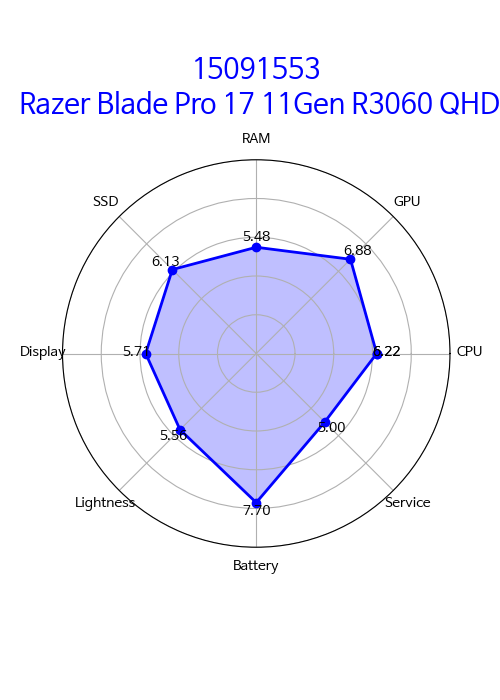 15091553
Razer Blade Pro 17 11Gen R3060 QHD
RAM
SSD
GPU
5.48
6.88
6.13
Display
5.71
6.22
CPU
5.56
5.00
Lightness
7.70
Service
Battery